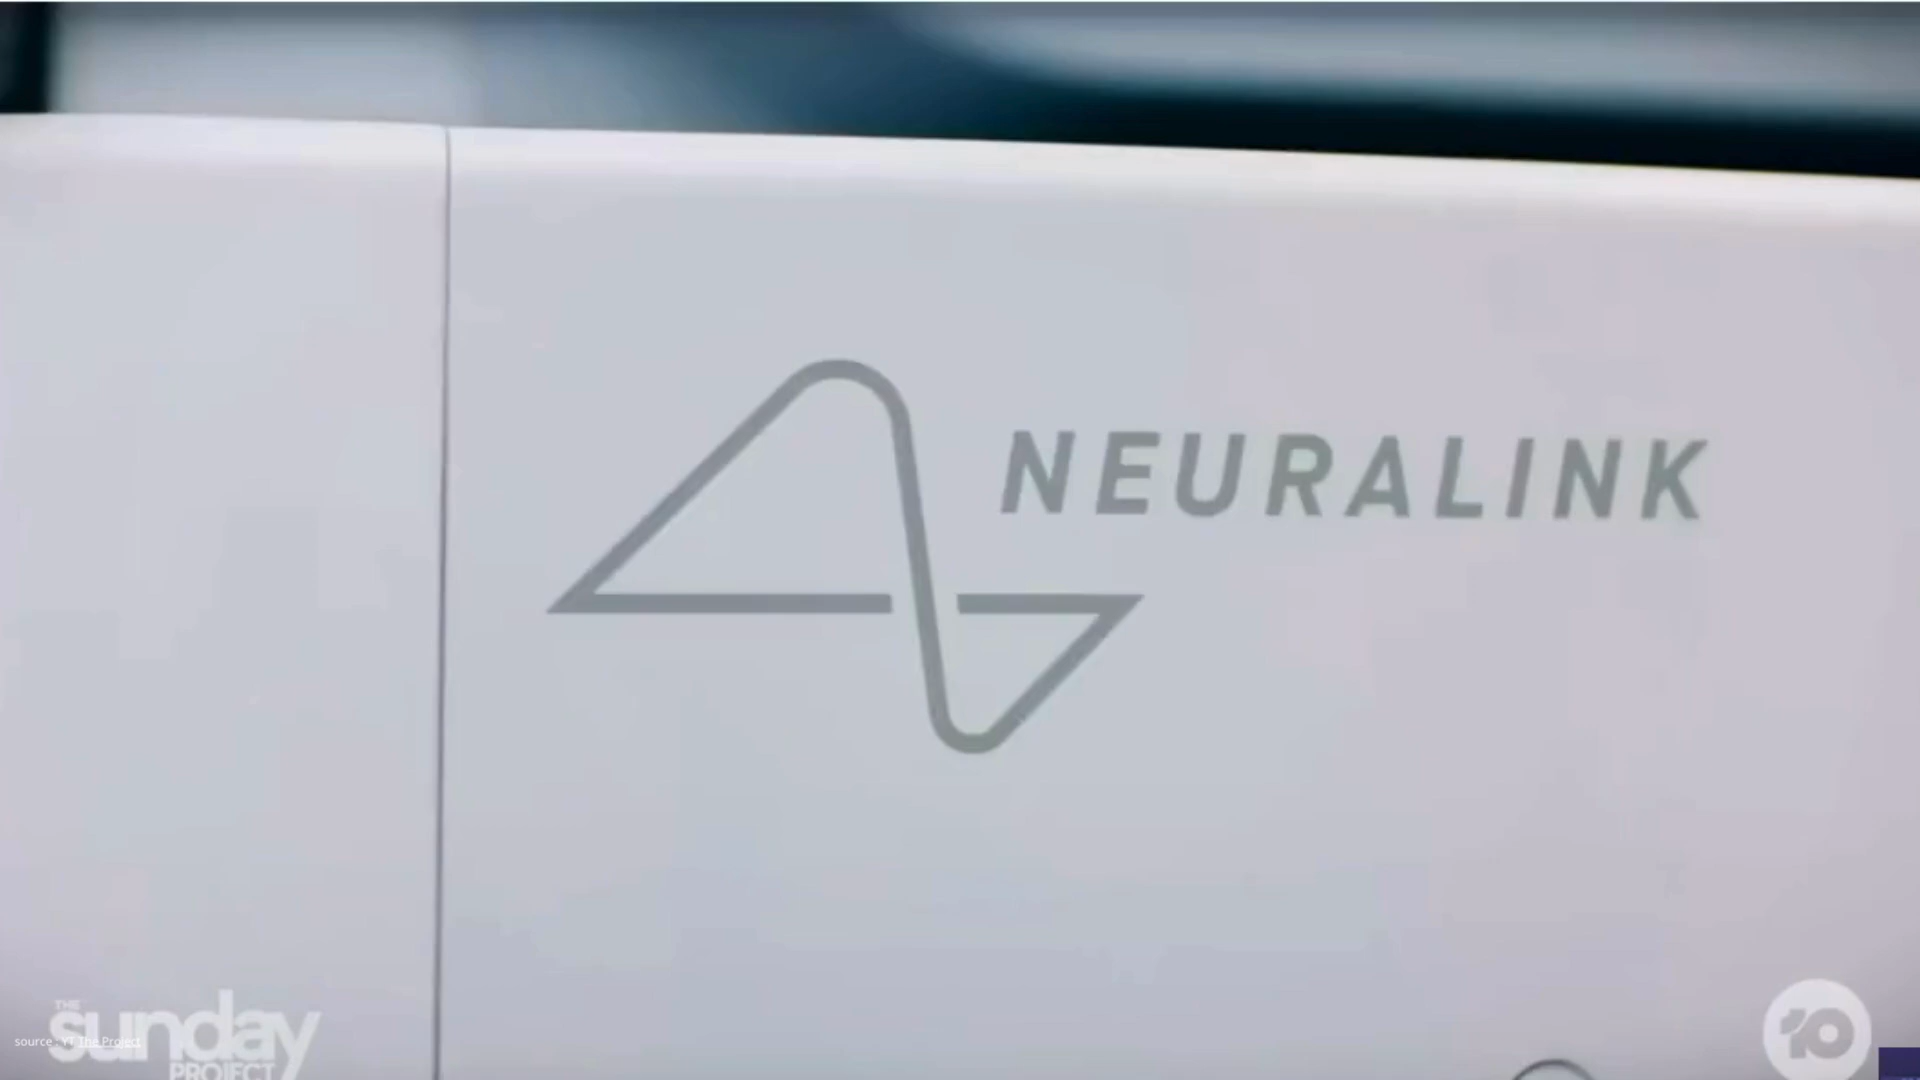 NEURALINK
THE
sunday
source : YT The Project
PROJECT
10